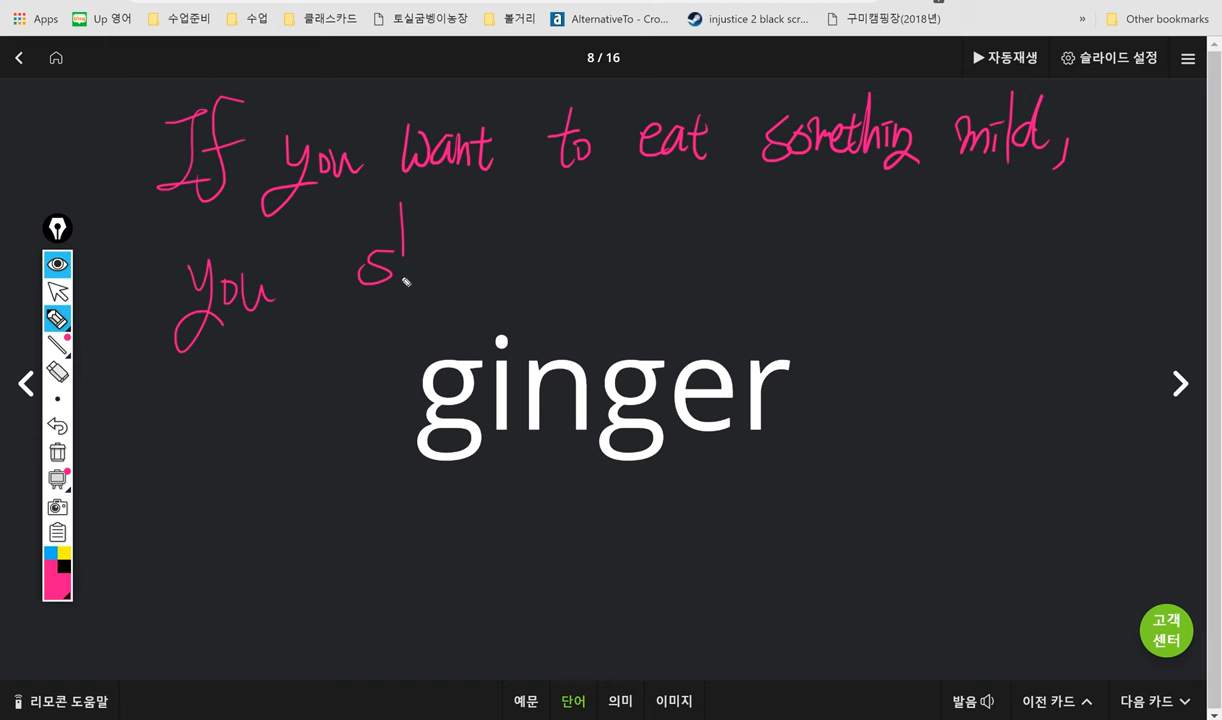 Apps Up 영어 수업준비 수업 클래스카드 토실굼벵이농장 볼거리 AlternativeTo - Cro... injustice 2 black scr... 구미캠핑장(2018년) » Other bookmarks
8 / 16 자동재생 슬라이드 설정
If you want to eat somethin mild,
you
ginger
고객
센터
리모콘 도움말 예문 단어 의미 이미지 발음 이전 카드 다음 카드